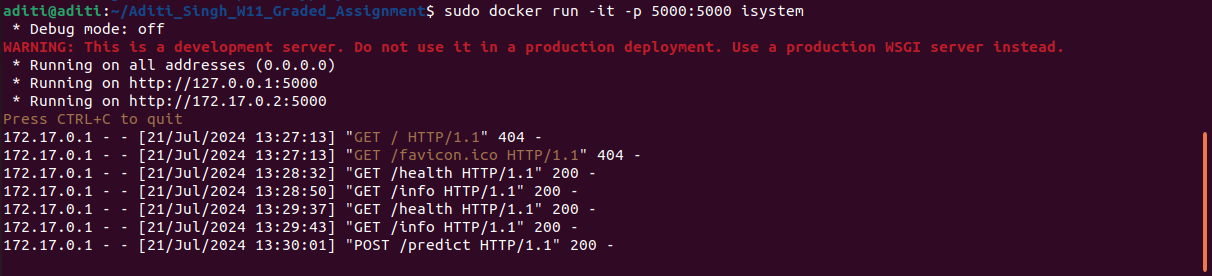 aditi@aditi:~/Aditi_Singh_W11_Graded_Assignment$ sudo docker run -it -p 5000:5000 isystem
 * Debug mode: off
WARNING: This is a development server. Do not use it in a production deployment. Use a production WSGI server instead.
 * Running on all addresses (0.0.0.0)
 * Running on http://127.0.0.1:5000
 * Running on http://172.17.0.2:5000
Press CTRL+C to quit
172.17.0.1 - - [21/Jul/2024 13:27:13] "GET / HTTP/1.1" 404 -
172.17.0.1 - - [21/Jul/2024 13:27:13] "GET /favicon.ico HTTP/1.1" 404 -
172.17.0.1 - - [21/Jul/2024 13:28:32] "GET /health HTTP/1.1" 200 -
172.17.0.1 - - [21/Jul/2024 13:28:50] "GET /info HTTP/1.1" 200 -
172.17.0.1 - - [21/Jul/2024 13:29:37] "GET /health HTTP/1.1" 200 -
172.17.0.1 - - [21/Jul/2024 13:29:43] "GET /info HTTP/1.1" 200 -
172.17.0.1 - - [21/Jul/2024 13:30:01] "POST /predict HTTP/1.1" 200 -